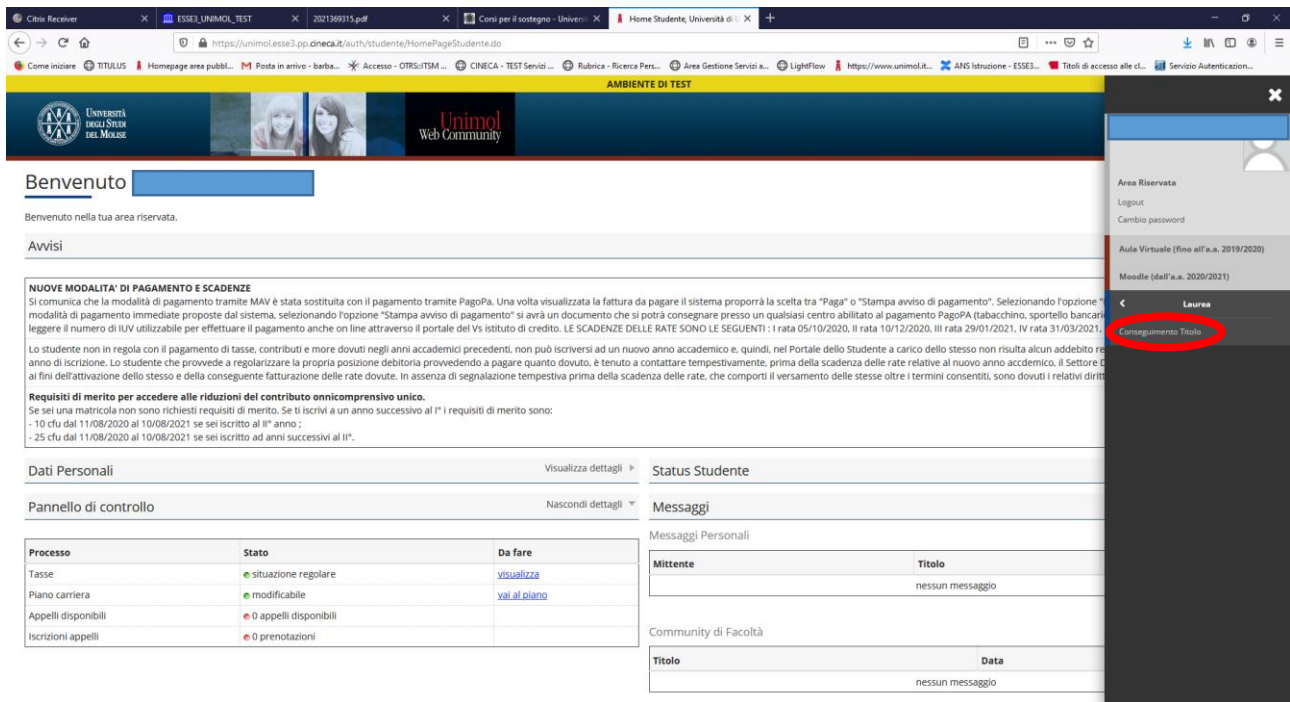 Citrix Receiver
ESSE3_UNIMOL_TEST
2021369315.pdf
Corsi per il sostegno - Universi
Home Studente, Università di
https://unimol.esse3.pp.cineca.it/auth/studente/HomePageStudente.do
Come iniziare TITULUS Homepage area pubbl... Posta in arrivo - barba... Accesso - OTRS::ITSM ... CINECA - TEST Servizi ... Rubrica - Ricerca Pers... Area Gestione Servizi a... LightFlow https://www.unimol.it... ANS Istruzione - ESSE3... Titoli di accesso alle cl... Servizio Autenticazion...
AMBIENTE DI TEST
UNIVERSITÀ
DEGLI STUDI
DEL MOLISE
Unimol
Web Community
Benvenuto
Benvenuto nella tua area riservata.
Avvisi
NUOVE MODALITA' DI PAGAMENTO E SCADENZE
Si comunica che la modalità di pagamento tramite MAV è stata sostituita con il pagamento tramite PagoPa. Una volta visualizzata la fattura da pagare il sistema proporrà la scelta tra "Paga" o "Stampa avviso di pagamento". Selezionando l'opzione
modalità di pagamento immediate proposte dal sistema, selezionando l'opzione "Stampa avviso di pagamento" si avrà un documento che si potrà consegnare presso un qualsiasi centro abilitato al pagamento PagoPA (tabacchino, sportello bancari
leggere il numero di IUV utilizzabile per effettuare il pagamento anche on line attraverso il portale del Vs istituto di credito. LE SCADENZE DELLE RATE SONO LE SEGUENTI : I rata 05/10/2020, II rata 10/12/2020, III rata 29/01/2021, IV rata 31/03/2021,
Lo studente non in regola con il pagamento di tasse, contributi e more dovuti negli anni accademici precedenti, non può iscriversi ad un nuovo anno accademico e, quindi, nel Portale dello Studente a carico dello stesso non risulta alcun addebito re
anno di iscrizione. Lo studente che provvede a regolarizzare la propria posizione debitoria provvedendo a pagare quanto dovuto, è tenuto a contattare tempestivamente, prima della scadenza delle rate relative al nuovo anno accdemico, il Settore D
ai fini dell'attivazione dello stesso e della conseguente fatturazione delle rate dovute. In assenza di segnalazione tempestiva prima della scadenza delle rate, che comporti il versamento delle stesse oltre i termini consentiti, sono dovuti i relativi diritt
Requisiti di merito per accedere alle riduzioni del contributo onnicomprensivo unico.
Se sei una matricola non sono richiesti requisiti di merito. Se ti iscrivi a un anno successivo al I° i requisiti di merito sono:
- 10 cfu dal 11/08/2020 al 10/08/2021 se sei iscritto al II° anno ;
- 25 cfu dal 11/08/2020 al 10/08/2021 se sei iscritto ad anni successivi al II°.
Dati Personali
Visualizza dettagli
Pannello di controllo
Nascondi dettagli
Processo Stato Da fare
Tasse situazione regolare visualizza
Piano carriera modificabile vai al piano
Appelli disponibili 0 appelli disponibili
Iscrizioni appelli 0 prenotazioni
Status Studente
Messaggi
Messaggi Personali
Mittente Titolo
nessun messaggio
Community di Facoltà
Titolo Data
nessun messaggio
Area Riservata
Logout
Cambio password
Aula Virtuale (fino all'a.a. 2019/2020)
Moodle (dall'a.a. 2020/2021)
Laurea
Conseguimento Titolo